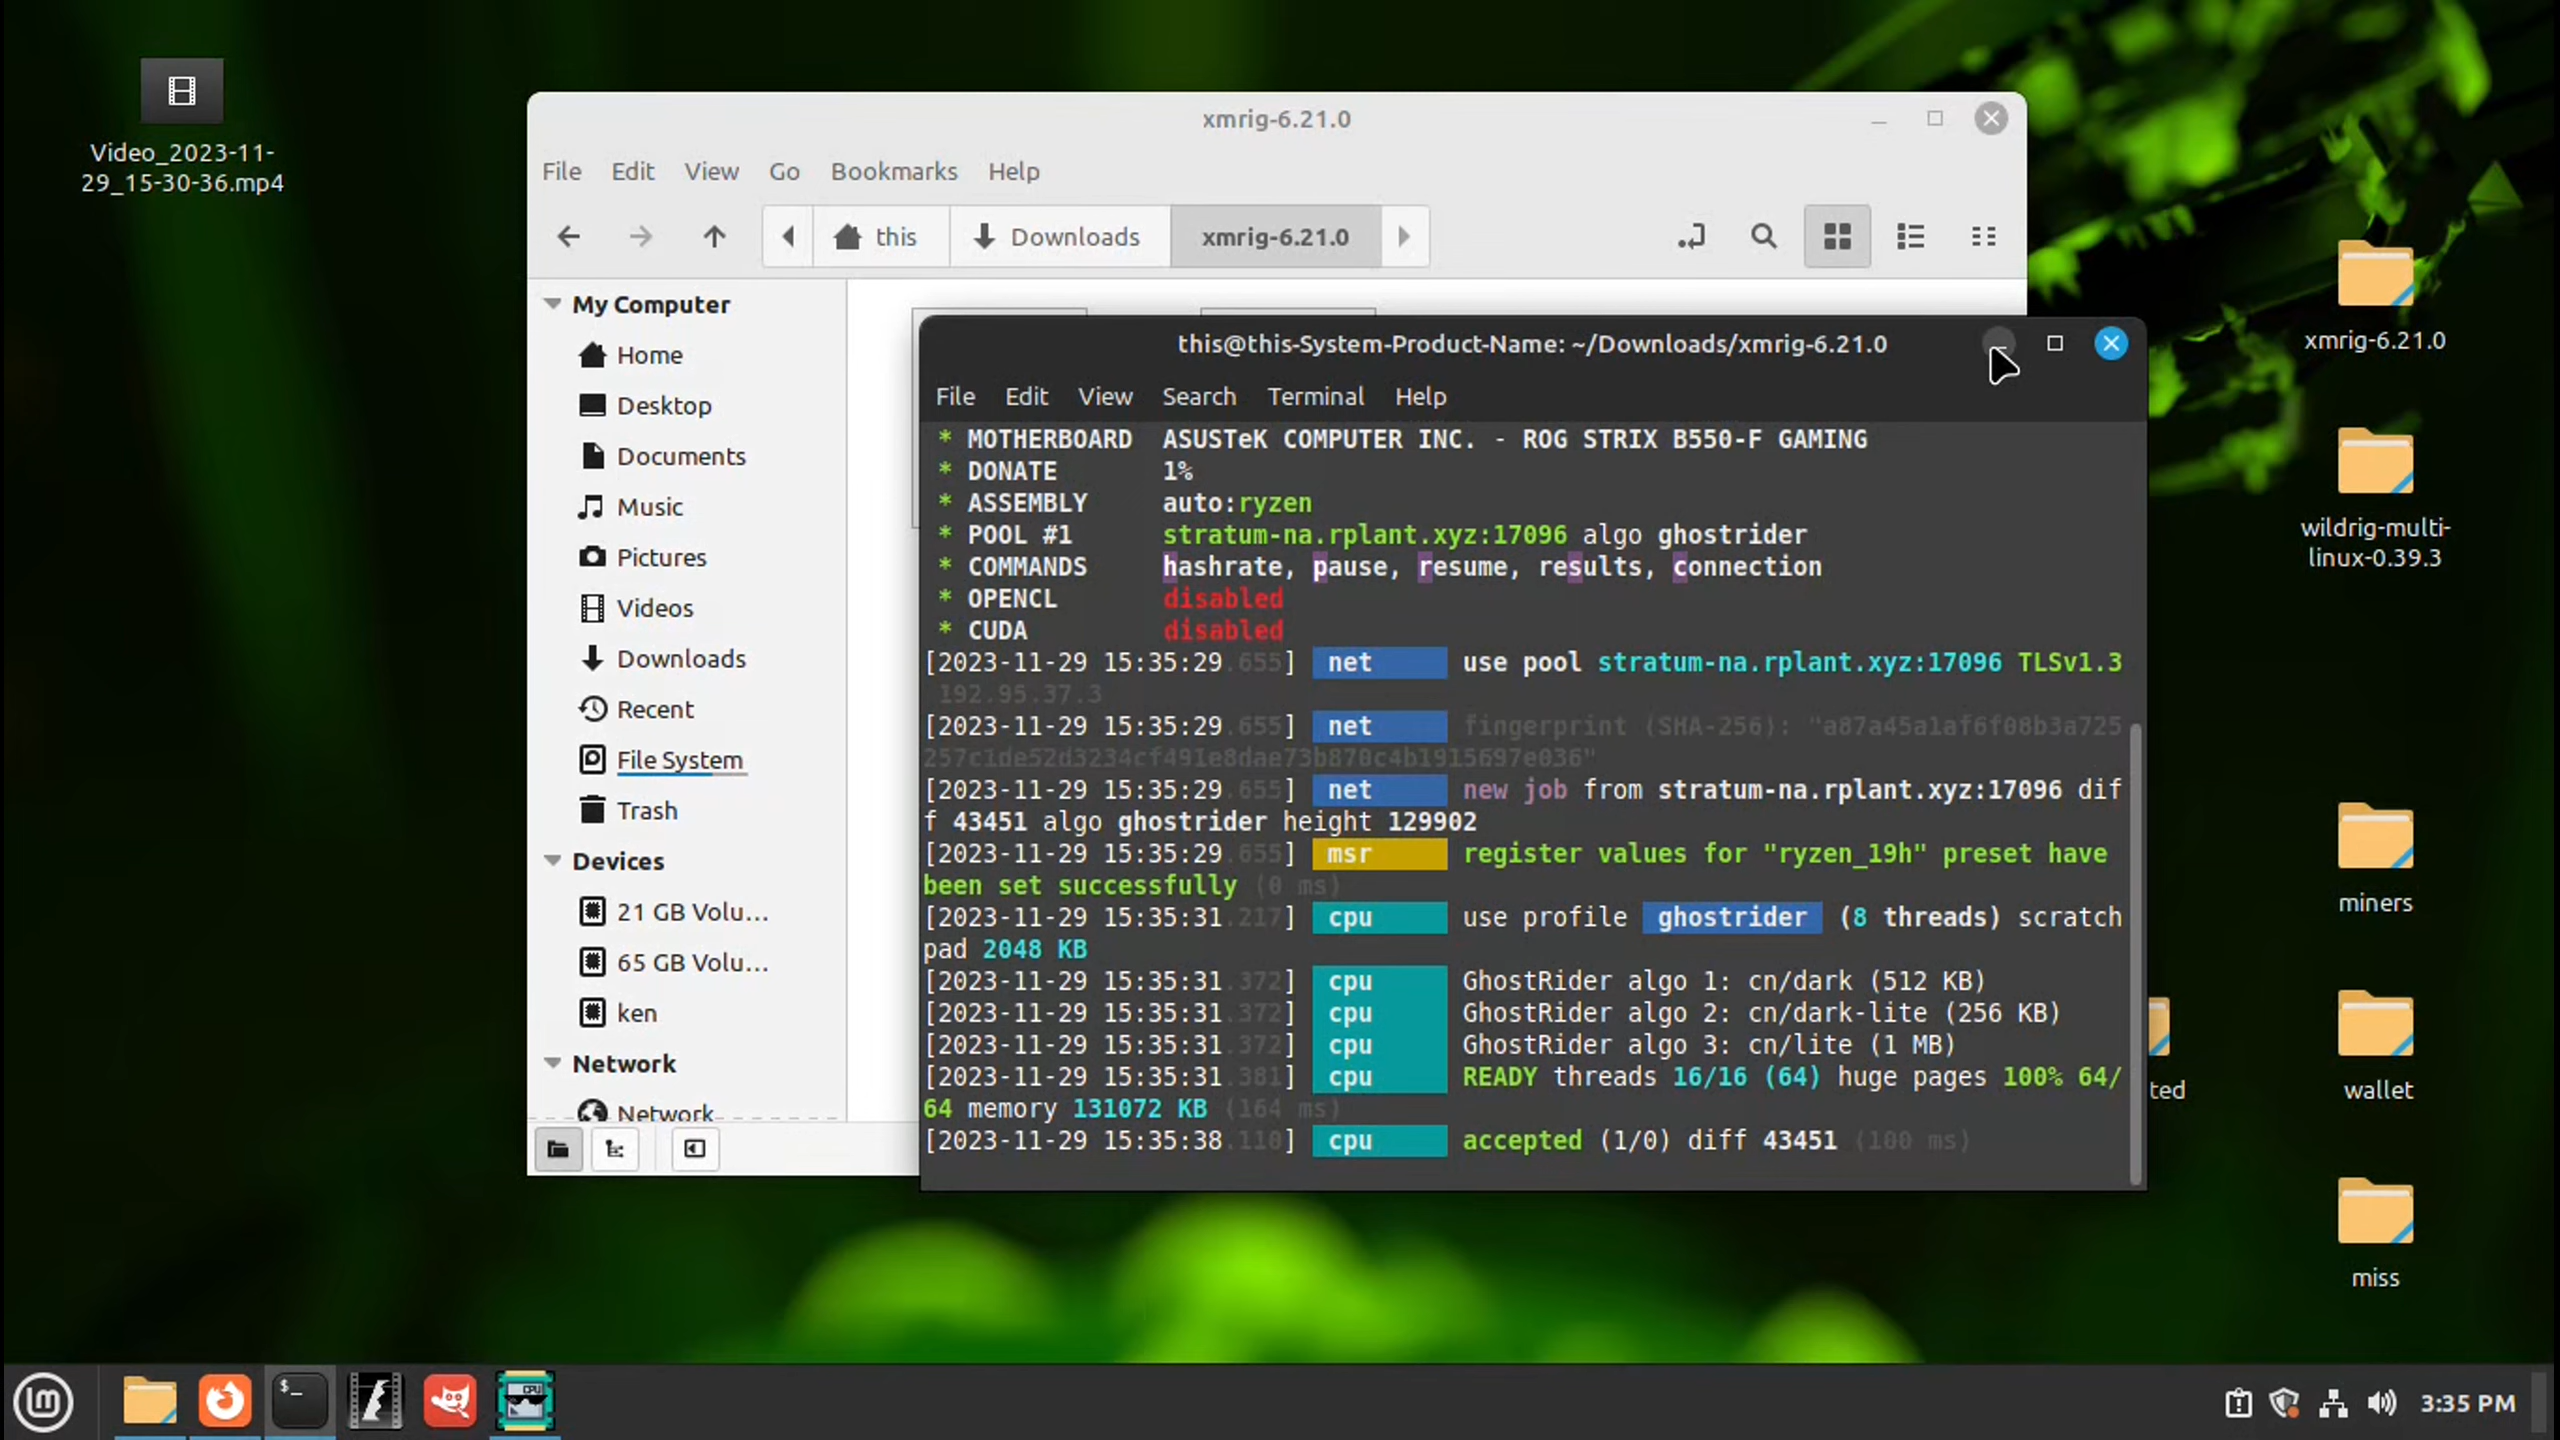 Video_2023-11-
29_15-30-36.mp4
xmrig-6.21.0
File Edit View Go Bookmarks Help
this Downloads xmrig-6.21.0
My Computer
Home
Desktop
Documents
Music
Pictures
Videos
Downloads
Recent
File System
Trash
Devices
21 GB Volu...
65 GB Volu...
ken
Network
Network
this@this-System-Product-Name: ~/Downloads/xmrig-6.21.0
File Edit View Search Terminal Help
* MOTHERBOARD ASUSTeK COMPUTER INC. - ROG STRIX B550-F GAMING
* DONATE 1%
* ASSEMBLY auto:ryzen
* POOL #1 stratum-na.rplant.xyz:17096 algo ghostrider
* COMMANDS hashrate, pause, resume, results, connection
* OPENCL disabled
* CUDA disabled
[2023-11-29 15:35:29.655] net use pool stratum-na.rplant.xyz:17096 TLSv1.3
192.95.37.3
[2023-11-29 15:35:29.655] net fingerprint (SHA-256): "a87a45a1af6f08b3a725
257c1de52d3234cf491e8dae73b870c4b1915697e036"
[2023-11-29 15:35:29.655] net new job from stratum-na.rplant.xyz:17096 dif
f 43451 algo ghostrider height 129902
[2023-11-29 15:35:29.655] msr register values for "ryzen_19h" preset have
been set successfully (0 ms)
[2023-11-29 15:35:31.217] cpu use profile ghostrider (8 threads) scratch
pad 2048 KB
[2023-11-29 15:35:31.372] cpu GhostRider algo 1: cn/dark (512 KB)
[2023-11-29 15:35:31.372] cpu GhostRider algo 2: cn/dark-lite (256 KB)
[2023-11-29 15:35:31.372] cpu GhostRider algo 3: cn/lite (1 MB)
[2023-11-29 15:35:31.381] cpu READY threads 16/16 (64) huge pages 100% 64/
64 memory 131072 KB (164 ms)
[2023-11-29 15:35:38.110] cpu accepted (1/0) diff 43451 (100 ms)
xmrig-6.21.0
wildrig-multi-
linux-0.39.3
miners
ted
wallet
miss
CPU
3:35 PM